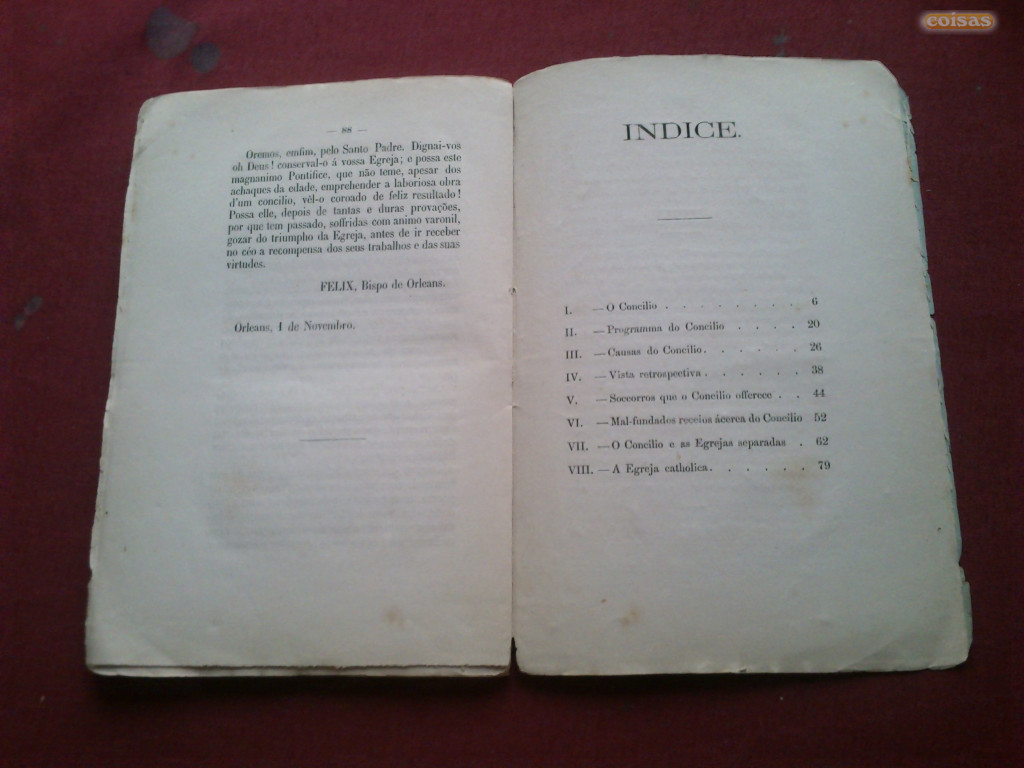 coisas
— 88 —
Oremos, emfim, pelo Santo Padre. Dignai-vos
oh Deus! conserval-o á vossa Egreja; e possa este
magnanimo Pontifice, que não teme, apesar dos
achaques da edade, emprehender a laboriosa obra
d'um concilio, vêl-o coroado de feliz resultado!
Possa elle, depois de tantas e duras provações,
por que tem passado, soffridas com animo varonil,
gozar do triumpho da Egreja, antes de ir receber
no céo a recompensa dos seus trabalhos e das suas
virtudes.
FELIX, Bispo de Orleans.
Orleans, 1 de Novembro.
INDICE.
I. — O Concilio . . . . . . . . 6
II. — Programma do Concilio . . . . 20
III. — Causas do Concilio. . . . . . 26
IV. — Vista retrospectiva . . . . . . 38
V. — Soccorros que o Concilio offerece . . 44
VI. — Mal-fundados receios ácerca do Concilio 52
VII. — O Concilio e as Egrejas separadas . 62
VIII. — A Egreja catholica. . . . . . 79